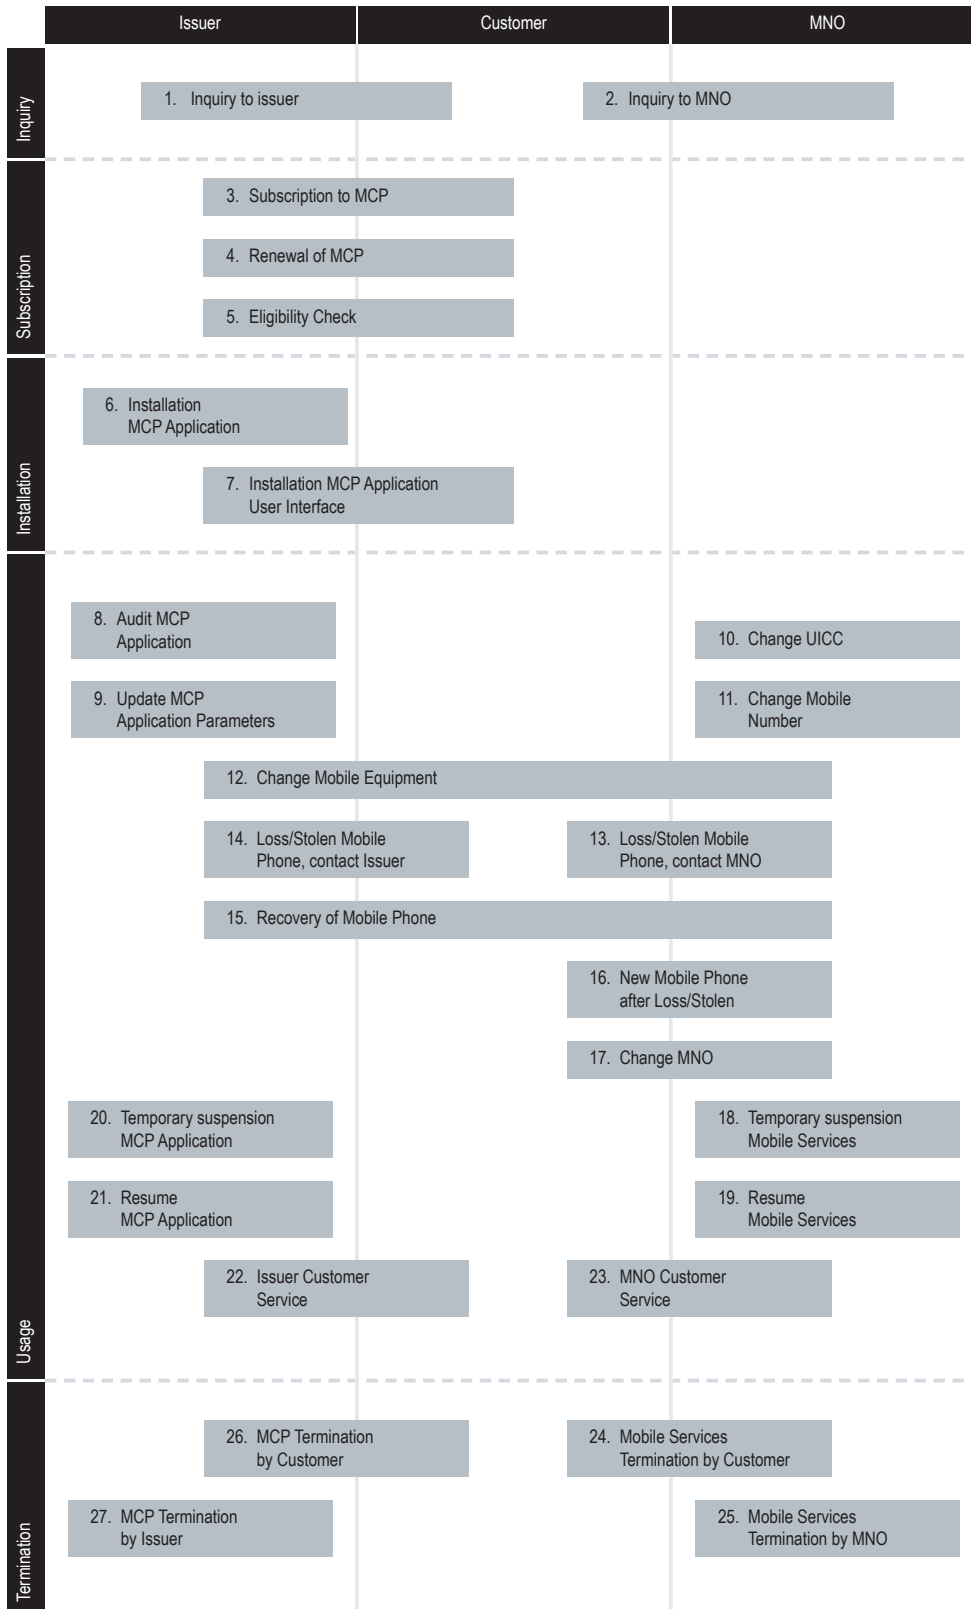 Issuer
Customer
MNO
Inquiry
1. Inquiry to issuer
2. Inquiry to MNO
Subscription
3. Subscription to MCP
4. Renewal of MCP
5. Eligibility Check
Installation
6. Installation
MCP Application
7. Installation MCP Application
User Interface
Usage
8. Audit MCP
Application
10. Change UICC
9. Update MCP
Application Parameters
11. Change Mobile
Number
12. Change Mobile Equipment
14. Loss/Stolen Mobile
Phone, contact Issuer
13. Loss/Stolen Mobile
Phone, contact MNO
15. Recovery of Mobile Phone
16. New Mobile Phone
after Loss/Stolen
17. Change MNO
20. Temporary suspension
MCP Application
18. Temporary suspension
Mobile Services
21. Resume
MCP Application
19. Resume
Mobile Services
22. Issuer Customer
Service
23. MNO Customer
Service
Termination
26. MCP Termination
by Customer
24. Mobile Services
Termination by Customer
27. MCP Termination
by Issuer
25. Mobile Services
Termination by MNO